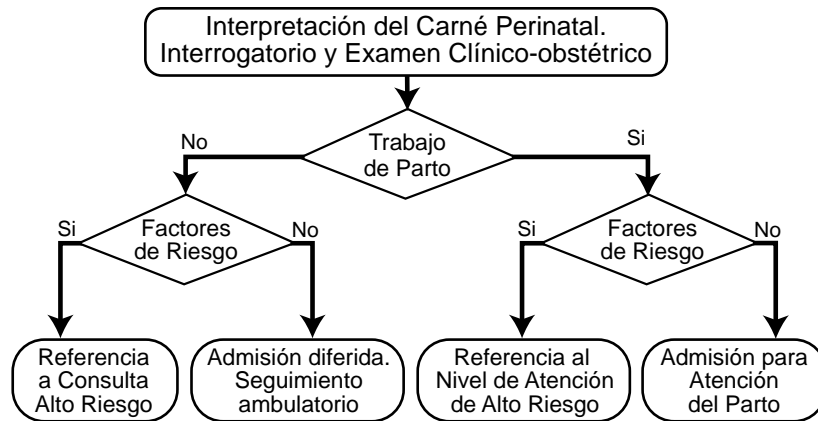 Interpretación del Carné Perinatal.
Interrogatorio y Examen Clínico-obstétrico
No
Trabajo
de Parto
Si
Si
Factores
de Riesgo
No
Si
Factores
de Riesgo
No
Referencia
a Consulta
Alto Riesgo
Admisión diferida.
Seguimiento
ambulatorio
Referencia al
Nivel de Atención
de Alto Riesgo
Admisión para
Atención
del Parto